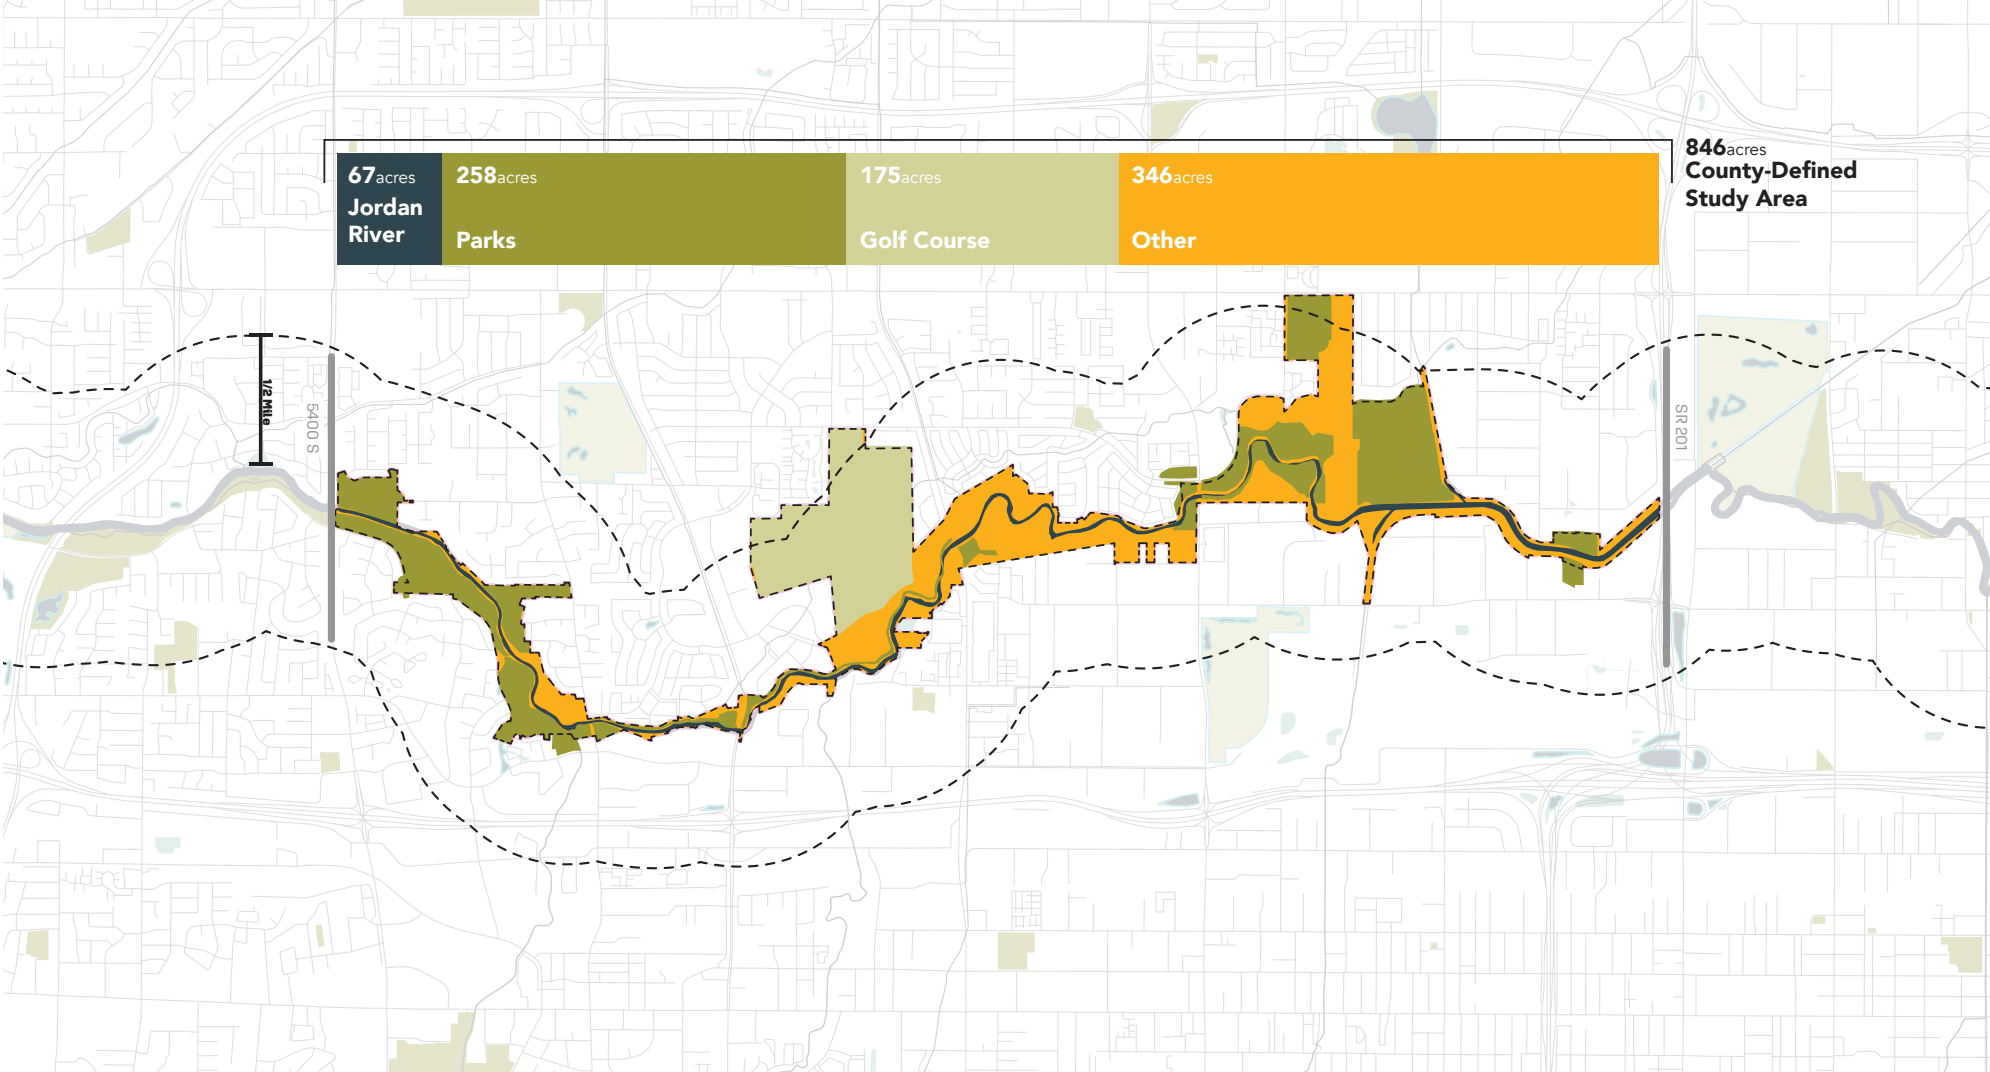 67acres
Jordan
River
258acres
Parks
175acres
Golf Course
346acres
Other
846acres
County-Defined
Study Area
1/2 Mile
5400 S
SR 201